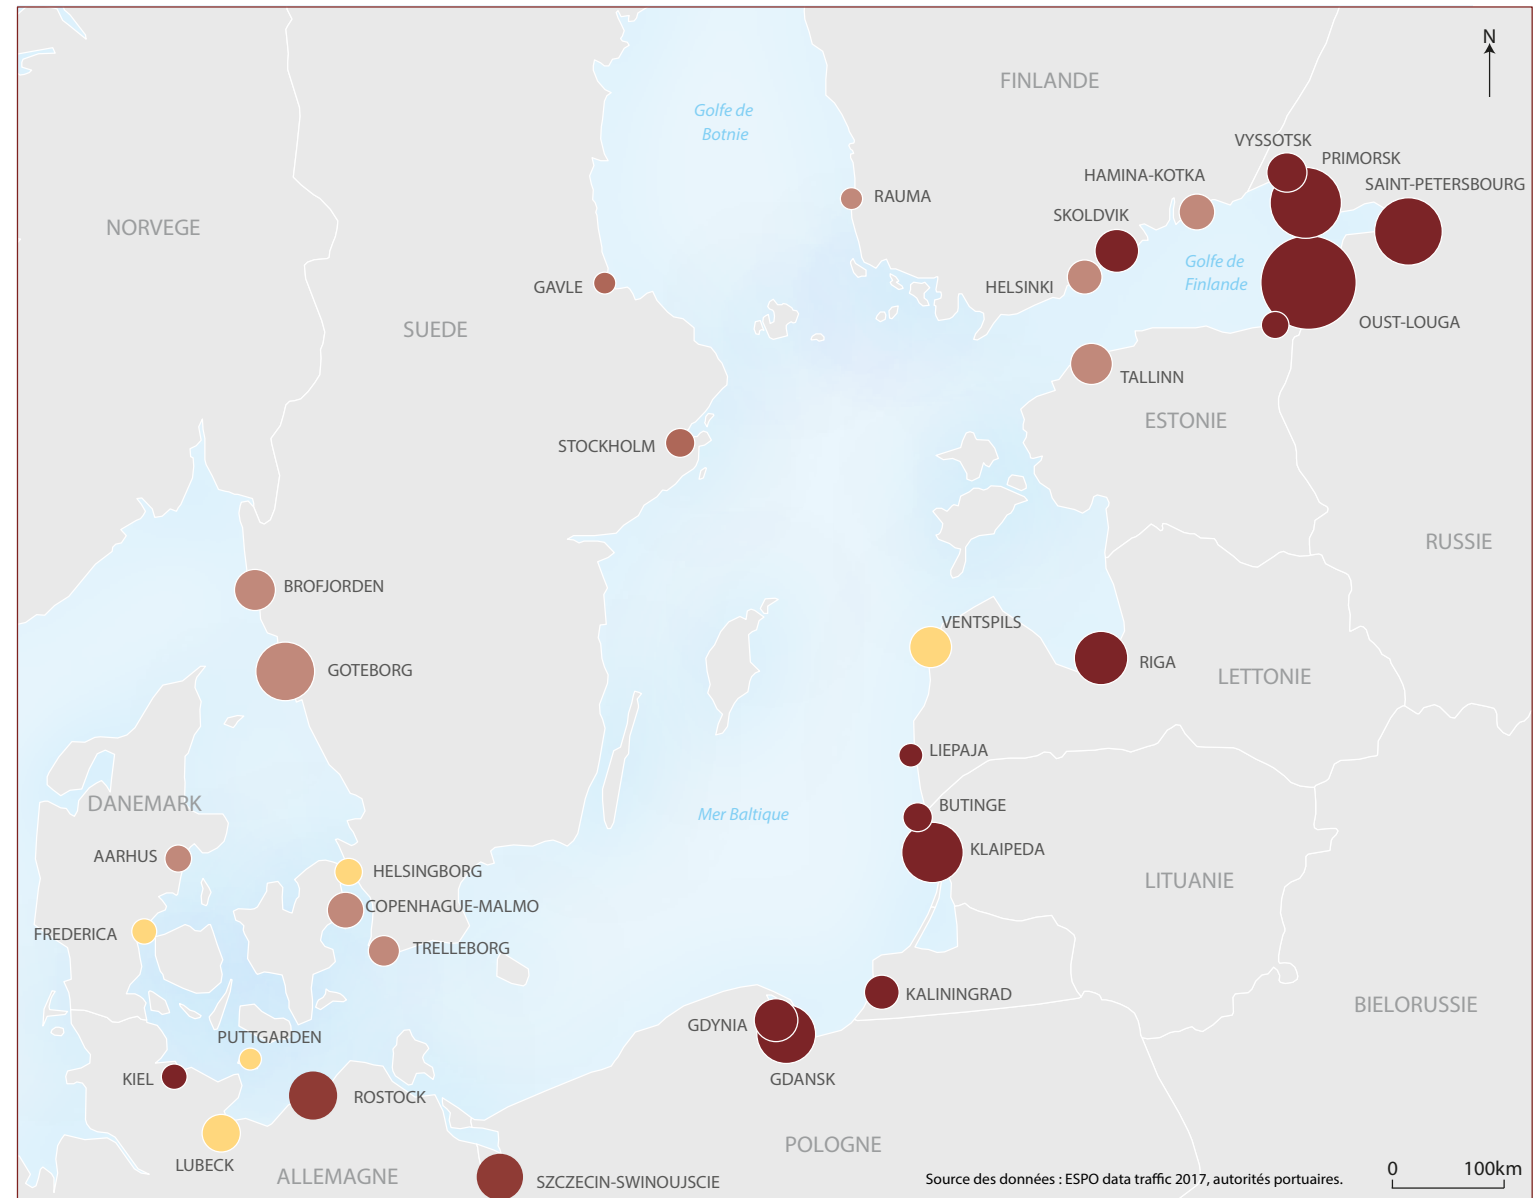 N
FINLANDE
Golfe de
Botnie
VYSSOTSK
PRIMORSK
HAMINA-KOTKA
SAINT-PETERSBOURG
RAUMA
SKOLDVIK
NORVEGE
Golfe de
Finlande
GAVLE
HELSINKI
SUEDE
OUST-LOUGA
TALLINN
ESTONIE
STOCKHOLM
RUSSIE
BROFJORDEN
VENTSPILS
RIGA
GOTEBORG
LETTONIE
LIEPAJA
DANEMARK
BUTINGE
Mer Baltique
KLAIPEDA
AARHUS
HELSINGBORG
LITUANIE
COPENHAGUE-MALMO
FREDERICA
TRELLEBORG
KALININGRAD
BIELORUSSIE
GDYNIA
PUTTGARDEN
KIEL
GDANSK
ROSTOCK
POLOGNE
LUBECK
ALLEMAGNE
SZCZECIN-SWINOUJSCIE
Source des données : ESPO data traffic 2017, autorités portuaires.
0 100km